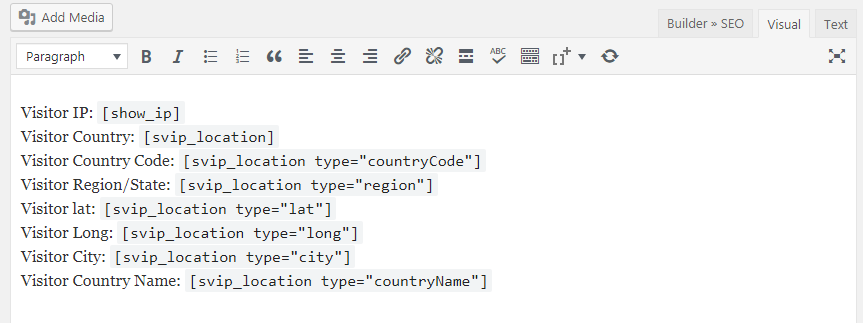 Add Media
Builder » SEO
Visual
Text
Paragraph
B
I
ABC
Visitor IP: [show_ip]
Visitor Country: [svip_location]
Visitor Country Code: [svip_location type="countryCode"]
Visitor Region/State: [svip_location type="region"]
Visitor lat: [svip_location type="lat"]
Visitor Long: [svip_location type="long"]
Visitor City: [svip_location type="city"]
Visitor Country Name: [svip_location type="countryName"]